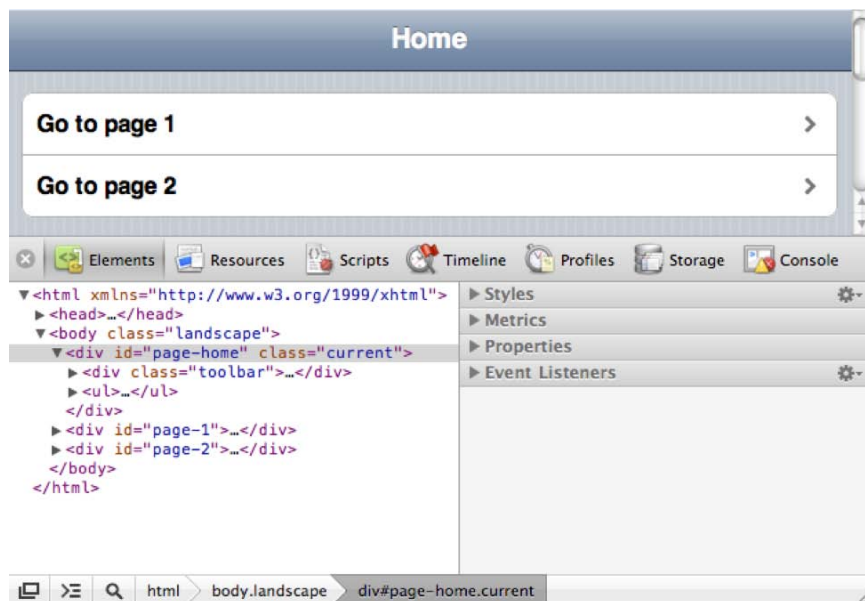 Home
Go to page 1
Go to page 2
Elements Resources Scripts Timeline Profiles Storage Console
▼<html xmlns="http://www.w3.org/1999/xhtml">
▶<head>…</head>
▼<body class="landscape">
▼<div id="page-home" class="current">
▶<div class="toolbar">…</div>
▶<ul>…</ul>
</div>
▶<div id="page-1">…</div>
▶<div id="page-2">…</div>
</body>
</html>
▶ Styles
▶ Metrics
▶ Properties
▶ Event Listeners
html body.landscape div#page-home.current